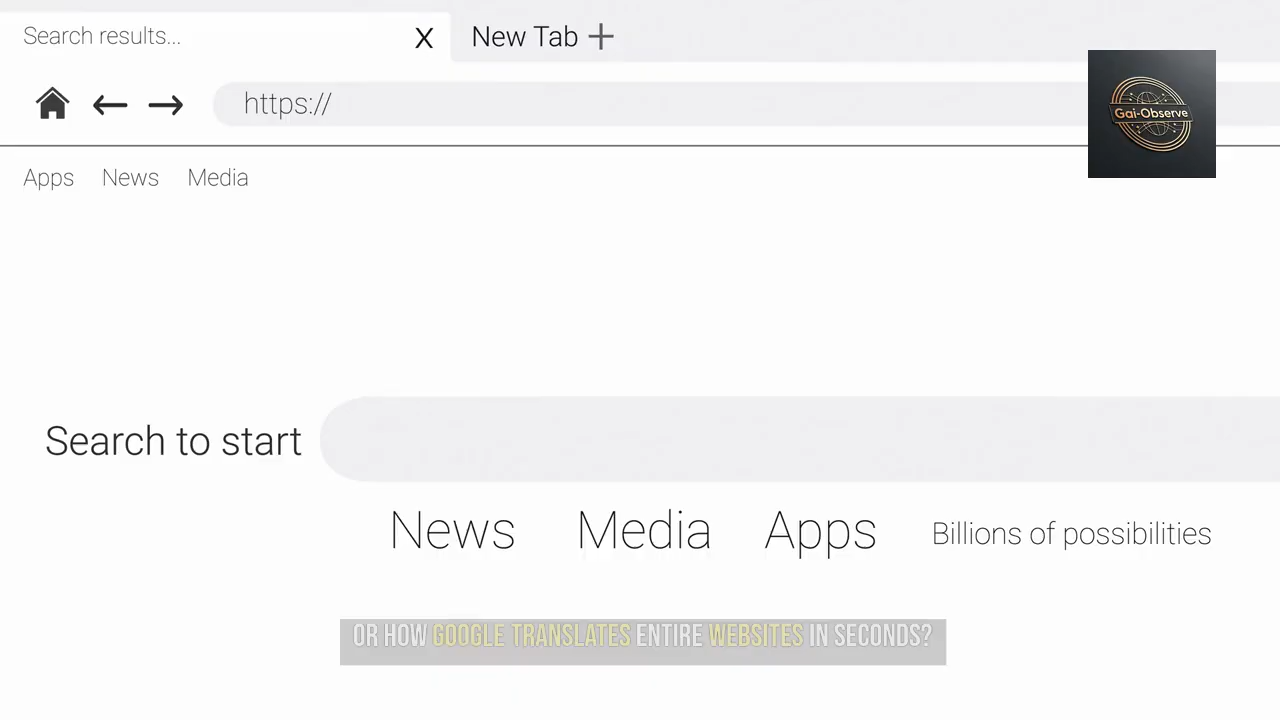 Search results...
X
New Tab +
https://
Gai-Observe
Apps News Media
Search to start
News Media Apps Billions of possibilities
OR HOW GOOGLE TRANSLATES ENTIRE WEBSITES IN SECONDS?